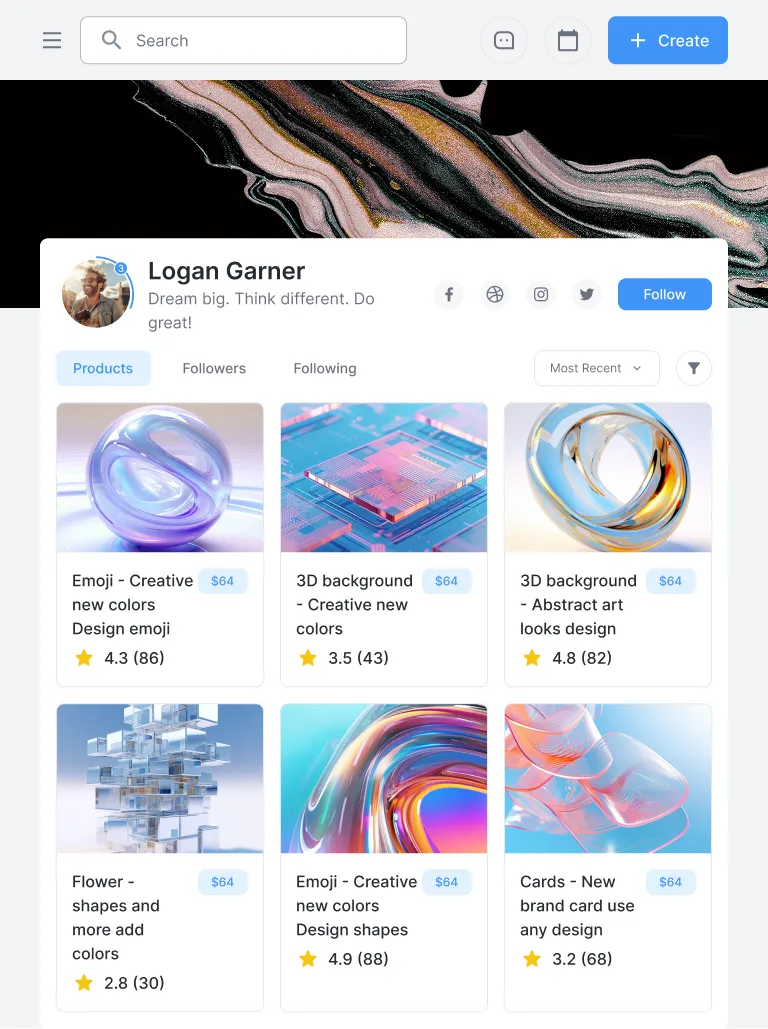 Search
Create
3
Logan Garner
Dream big. Think different. Do
great!
Follow
Products
Followers
Following
Most Recent
Emoji - Creative
new colors
Design emoji
$64
4.3 (86)
3D background
- Creative new
colors
$64
3.5 (43)
3D background
- Abstract art
looks design
$64
4.8 (82)
Flower -
shapes and
more add
colors
$64
2.8 (30)
Emoji - Creative
new colors
Design shapes
$64
4.9 (88)
Cards - New
brand card use
any design
$64
3.2 (68)